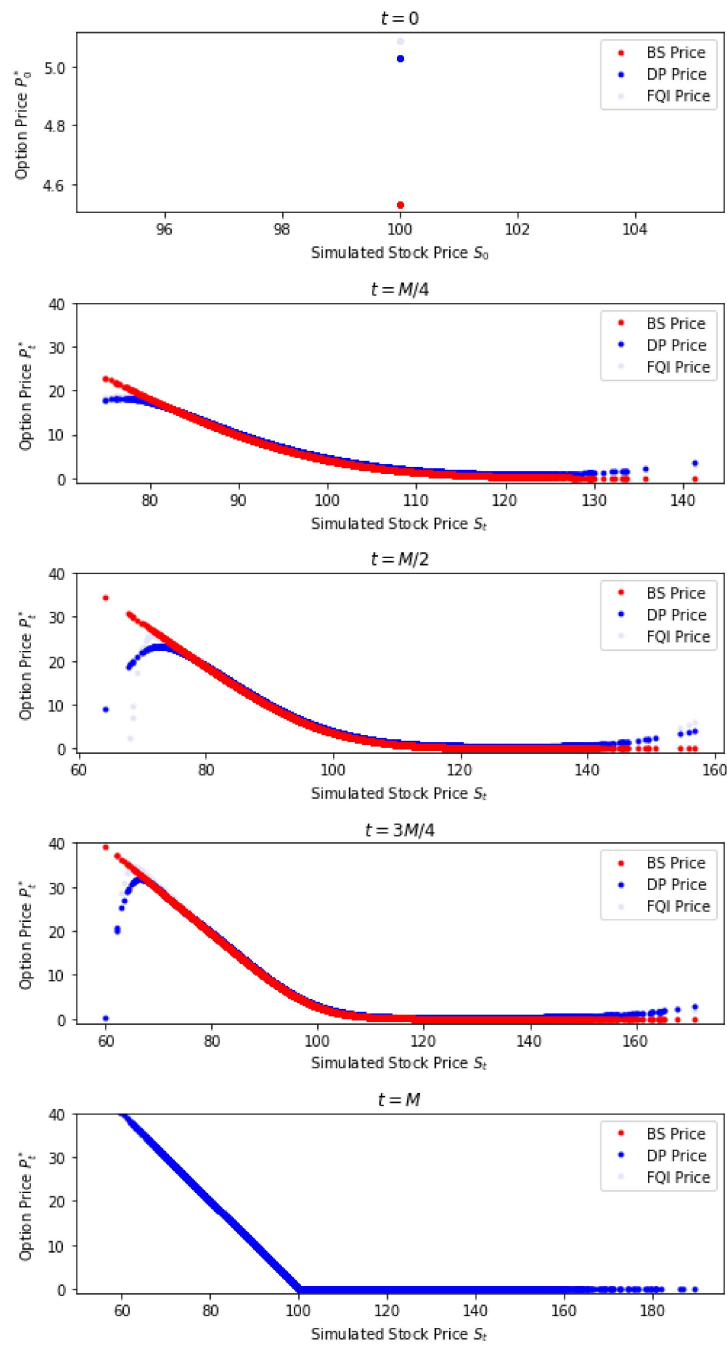 t = 0
Option Price P₀*
5.0
4.8
4.6
BS Price
DP Price
FQI Price
96 98 100 102 104
Simulated Stock Price S₀
t = M/4
Option Price Pₜ*
40
30
20
10
0
BS Price
DP Price
FQI Price
80 90 100 110 120 130 140
Simulated Stock Price Sₜ
t = M/2
Option Price Pₜ*
40
30
20
10
0
BS Price
DP Price
FQI Price
60 80 100 120 140 160
Simulated Stock Price Sₜ
t = 3M/4
Option Price Pₜ*
40
30
20
10
0
BS Price
DP Price
FQI Price
60 80 100 120 140 160
Simulated Stock Price Sₜ
t = M
Option Price Pₜ*
40
30
20
10
0
BS Price
DP Price
FQI Price
60 80 100 120 140 160 180
Simulated Stock Price Sₜ